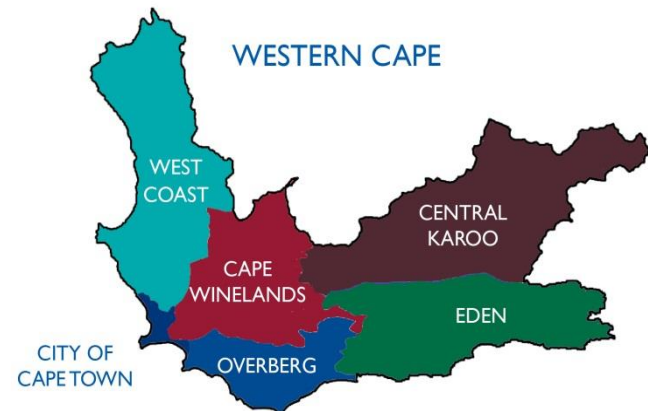 WESTERN CAPE
WEST
COAST
CENTRAL
KAROO
CAPE
WINELANDS
EDEN
CITY OF
CAPE TOWN
OVERBERG